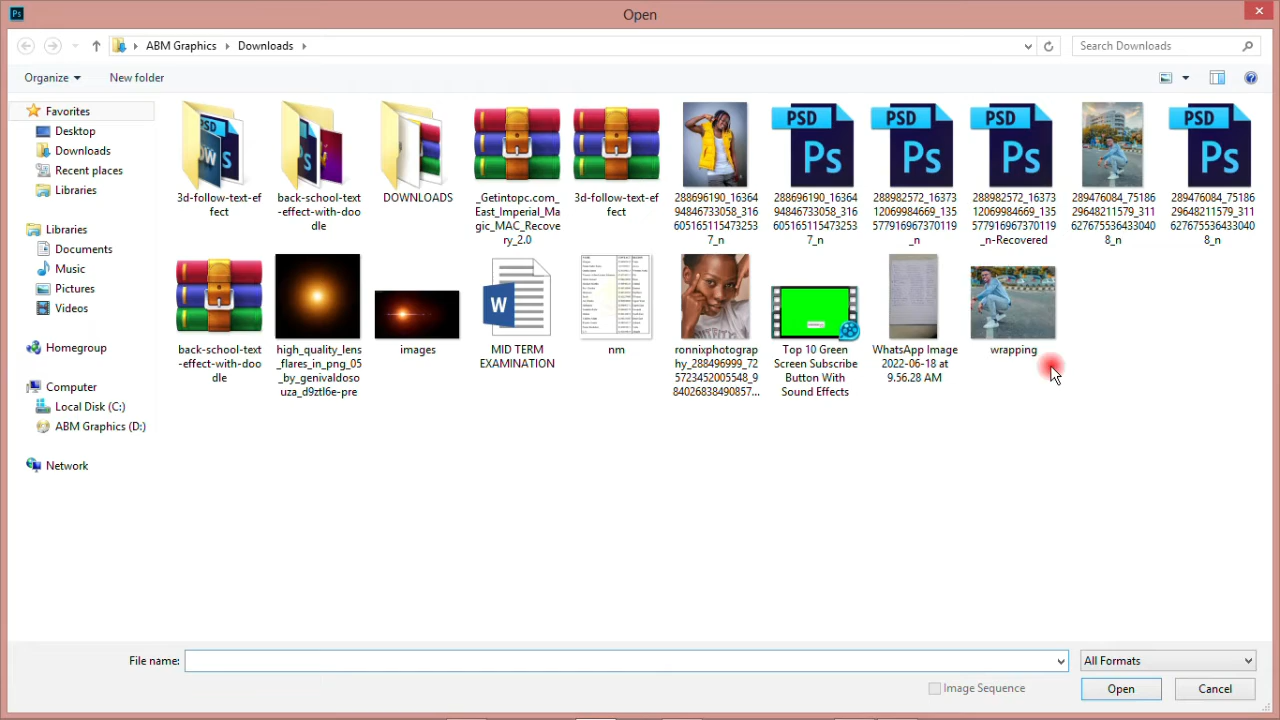 Ps
Open
ABM Graphics
Downloads
Search Downloads
Organize
New folder
Favorites
Desktop
Downloads
Recent places
Libraries
Libraries
Documents
Music
Pictures
Videos
Homegroup
Computer
Local Disk (C:)
ABM Graphics (D:)
Network
3d-follow-text-ef
fect
back-school-text
-effect-with-doo
dle
DOWNLOADS
_Getintopc.com_
East_Imperial_Ma
gic_MAC_Recove
ry_2.0
3d-follow-text-ef
fect
288696190_16364
94846733058_316
605165115473253
7_n
PSD
Ps
288696190_16364
94846733058_316
605165115473253
7_n
PSD
Ps
288982572_16373
12069984669_135
577916967370119
_n
PSD
Ps
288982572_16373
12069984669_135
577916967370119
_n-Recovered
289476084_75186
29648211579_311
627675536433040
8_n
PSD
Ps
289476084_75186
29648211579_311
627675536433040
8_n
back-school-text
-effect-with-doo
dle
high_quality_lens
_flares_in_png_05
_by_genivaldoso
uza_d9ztl6e-pre
images
W
MID TERM
EXAMINATION
nm
ronnixphotograp
hy_288496999_72
5723452005548_9
84026838490857...
Top 10 Green
Screen Subscribe
Button With
Sound Effects
WhatsApp Image
2022-06-18 at
9.56.28 AM
wrapping
File name:
All Formats
Image Sequence
Open
Cancel